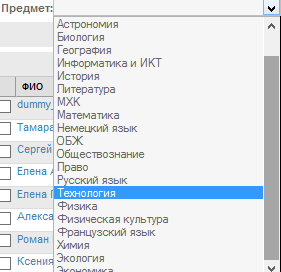 Предмет:
Астрономия
Биология
География
Информатика и ИКТ
История
Литература
МХК
Математика
Немецкий язык
ОБЖ
Обществознание
Право
Русский язык
Технология
Физика
Физическая культура
Французский язык
Химия
Экология
Экономика
ФИО
dummy_
Тамара
Сергей
Елена
Елена
Алекса
Роман
Ксения